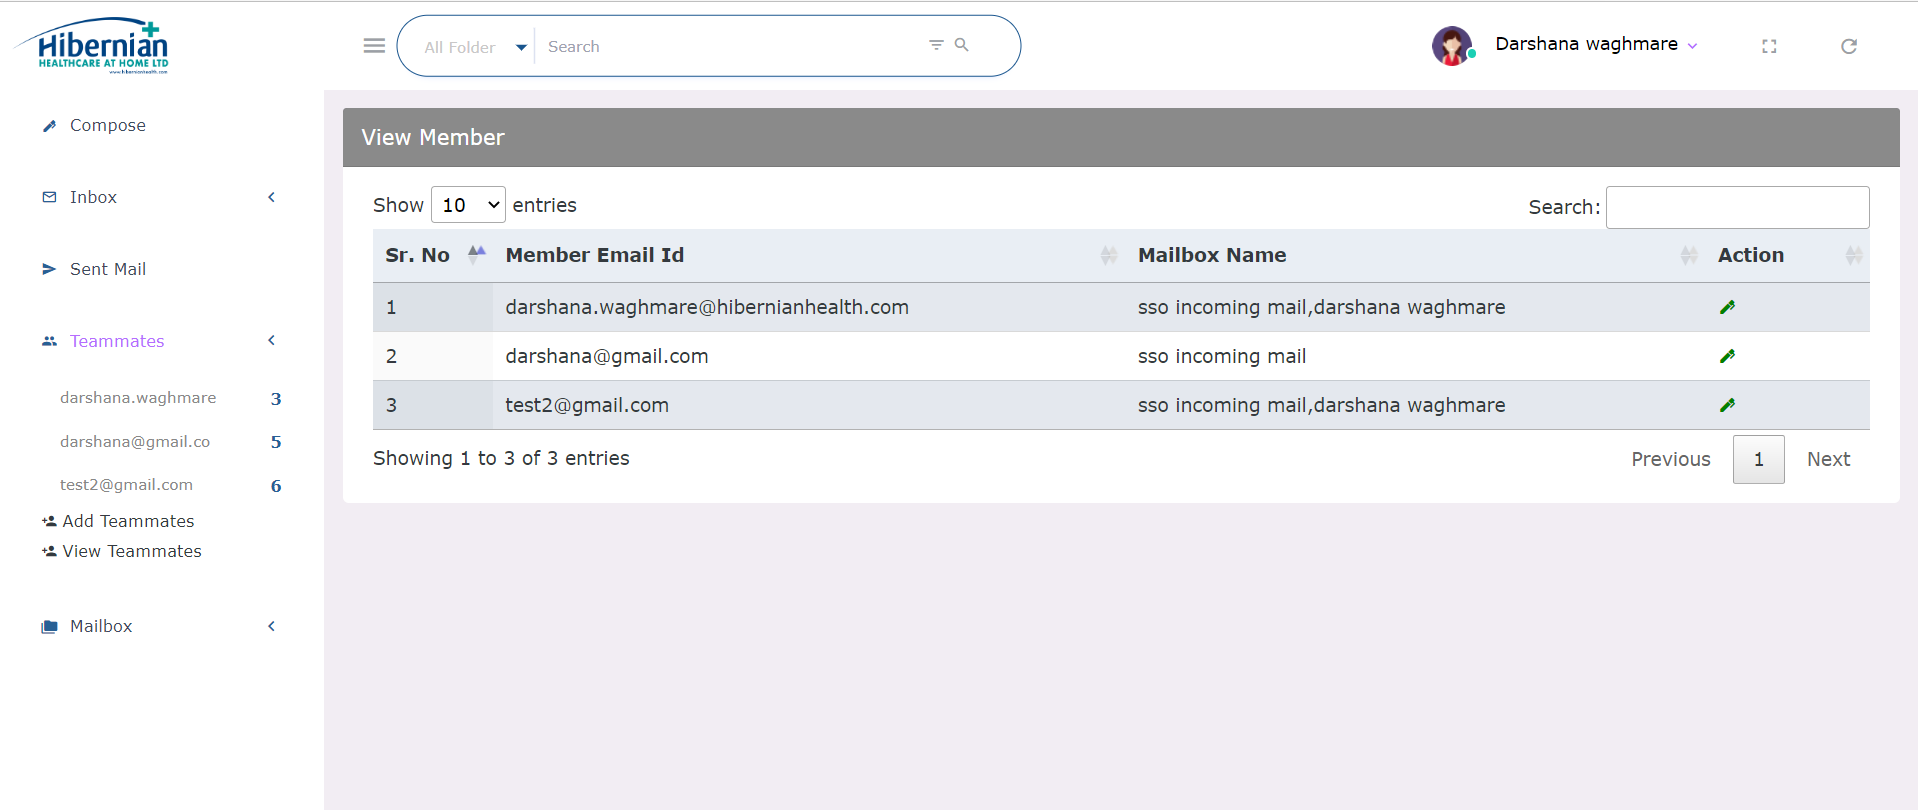 Hibernian
HEALTHCARE AT HOME LTD
www.hibernianhealth.com
All Folder Search
Darshana waghmare
Compose
Inbox
Sent Mail
Teammates
darshana.waghmare 3
darshana@gmail.co 5
test2@gmail.com 6
Add Teammates
View Teammates
Mailbox
View Member
Show 10 entries Search:
Sr. No Member Email Id Mailbox Name Action
1 darshana.waghmare@hibernianhealth.com sso incoming mail,darshana waghmare
2 darshana@gmail.com sso incoming mail
3 test2@gmail.com sso incoming mail,darshana waghmare
Showing 1 to 3 of 3 entries Previous 1 Next